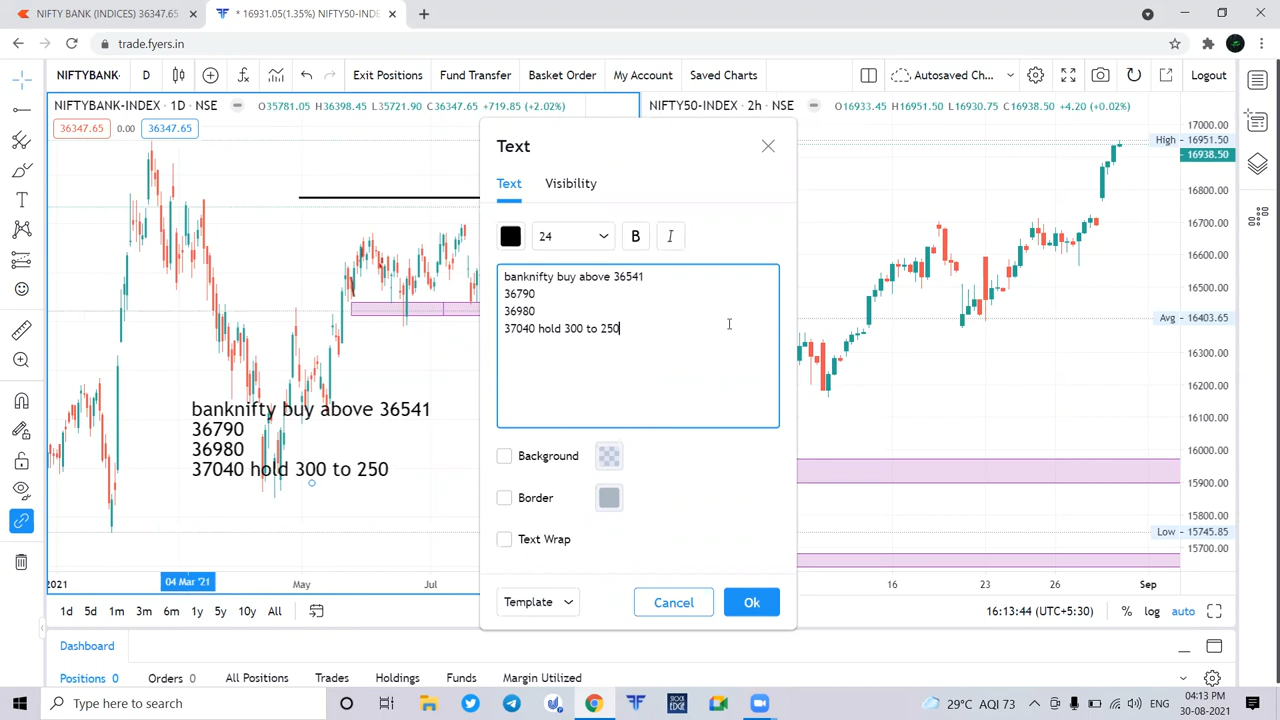 NIFTY BANK (INDICES) 36347.65
* 16931.05(1.35%) NIFTY50-INDE
trade.fyers.in
NIFTYBANK-
D
Exit Positions
Fund Transfer
Basket Order
My Account
Saved Charts
Autosaved Ch...
Logout
NIFTYBANK-INDEX · 1D · NSE
O35781.05 H36398.45 L35721.90 C36347.65 +719.85 (+2.02%)
NIFTY50-INDEX · 2h · NSE
O16933.45 H16951.50 L16930.75 C16938.50 +4.20 (+0.02%)
36347.65 0.00 36347.65
17000.00
High 16951.50
16938.50
16800.00
16700.00
16600.00
16500.00
Avg 16403.65
16300.00
16200.00
16100.00
16000.00
15900.00
15800.00
Low 15745.85
15700.00
Text
Text Visibility
24 B I
banknifty buy above 36541
36790
36980
37040 hold 300 to 250
Background
Border
Text Wrap
Template Cancel Ok
banknifty buy above 36541
36790
36980
37040 hold 300 to 250
2021 04 Mar '21 May Jul
16 23 26 Sep
1d 5d 1m 3m 6m 1y 5y 10y All
16:13:44 (UTC+5:30) % log auto
Dashboard
Positions 0 Orders 0 All Positions Trades Holdings Funds Margin Utilized
Type here to search
STOCK EDGE
29°C AQI 73
ENG
04:13 PM
30-08-2021